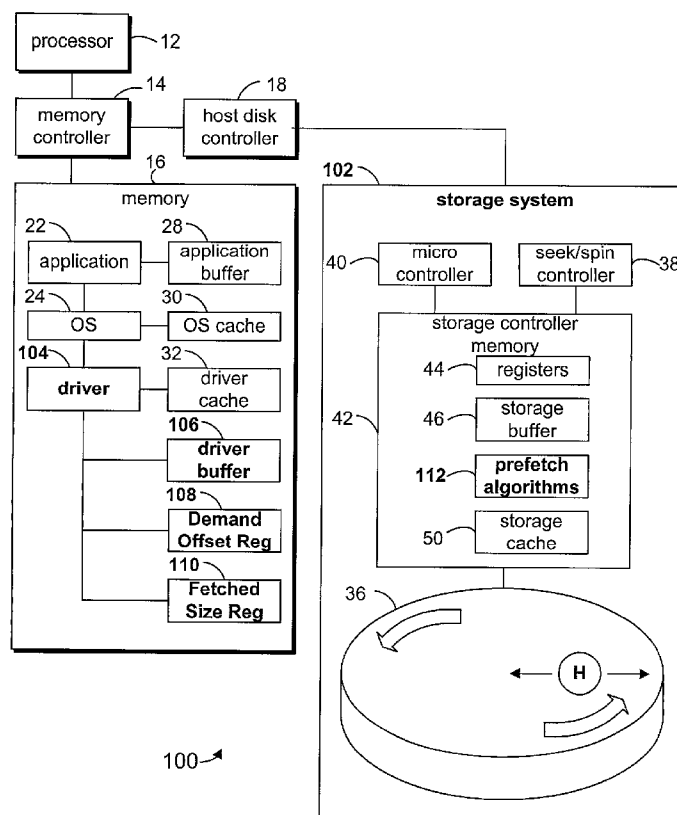 processor
12
14
18
memory
controller
host disk
controller
16
memory
22
28
application
application
buffer
24
30
OS
OS cache
104
32
driver
driver
cache
106
driver
buffer
108
Demand
Offset Reg
110
Fetched
Size Reg
100
102
storage system
40
micro
controller
seek/spin
controller
38
storage controller
memory
44
registers
42
46
storage
buffer
112
prefetch
algorithms
50
storage
cache
36
H